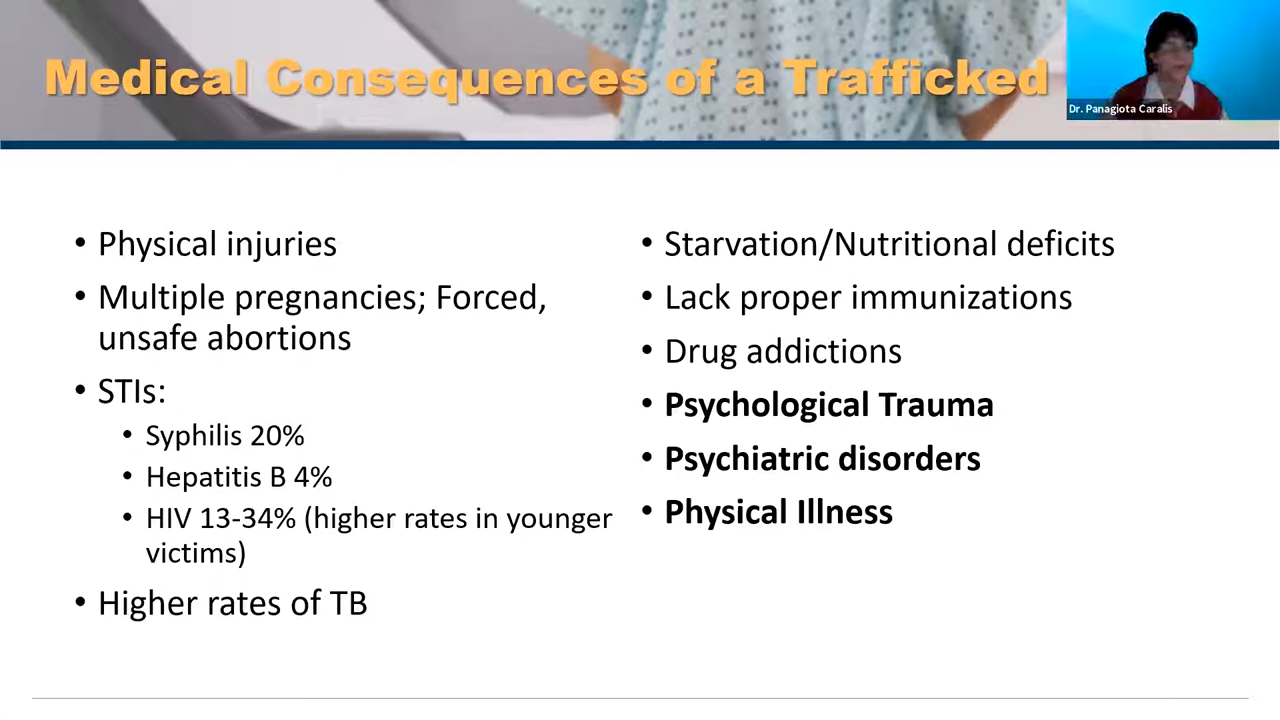 Medical Consequences of a Trafficked
Dr. Panagiota Caralis
• Physical injuries
• Multiple pregnancies; Forced,
unsafe abortions
• STIs:
• Syphilis 20%
• Hepatitis B 4%
• HIV 13-34% (higher rates in younger
victims)
• Higher rates of TB
• Starvation/Nutritional deficits
• Lack proper immunizations
• Drug addictions
• Psychological Trauma
• Psychiatric disorders
• Physical Illness